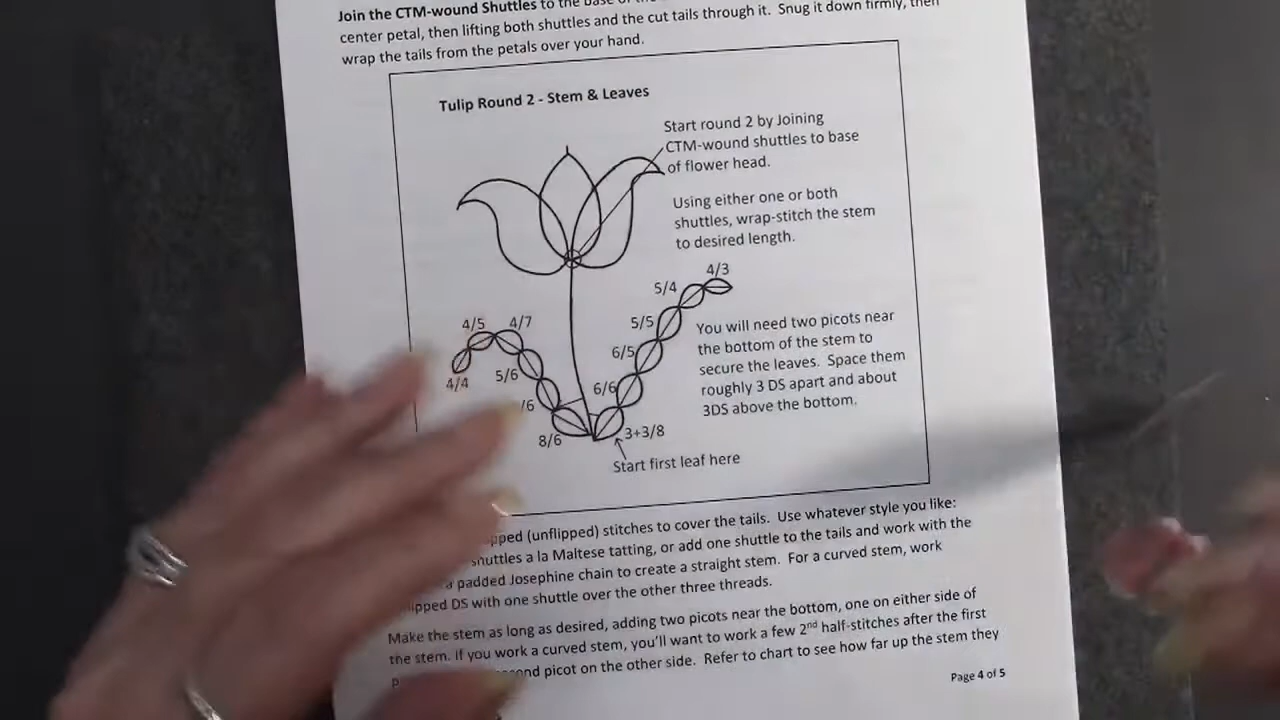 Join the CTM-wound Shuttles to the base of the
center petal, then lifting both shuttles and the cut tails through it. Snug it down firmly, then
wrap the tails from the petals over your hand.
Tulip Round 2 - Stem & Leaves
Start round 2 by Joining
CTM-wound shuttles to base
of flower head.
Using either one or both
shuttles, wrap-stitch the stem
to desired length.
4/3
5/4
4/5 4/7
5/5
You will need two picots near
the bottom of the stem to
secure the leaves. Space them
roughly 3 DS apart and about
3DS above the bottom.
6/5
4/4
5/6
6/6
/6
8/6
3+3/8
Start first leaf here
pped (unflipped) stitches to cover the tails. Use whatever style you like:
shuttles a la Maltese tatting, or add one shuttle to the tails and work with the
a padded Josephine chain to create a straight stem. For a curved stem, work
lipped DS with one shuttle over the other three threads.
Make the stem as long as desired, adding two picots near the bottom, one on either side of
the stem. If you work a curved stem, you'll want to work a few 2nd half-stitches after the first
p ond picot on the other side. Refer to chart to see how far up the stem they
Page 4 of 5